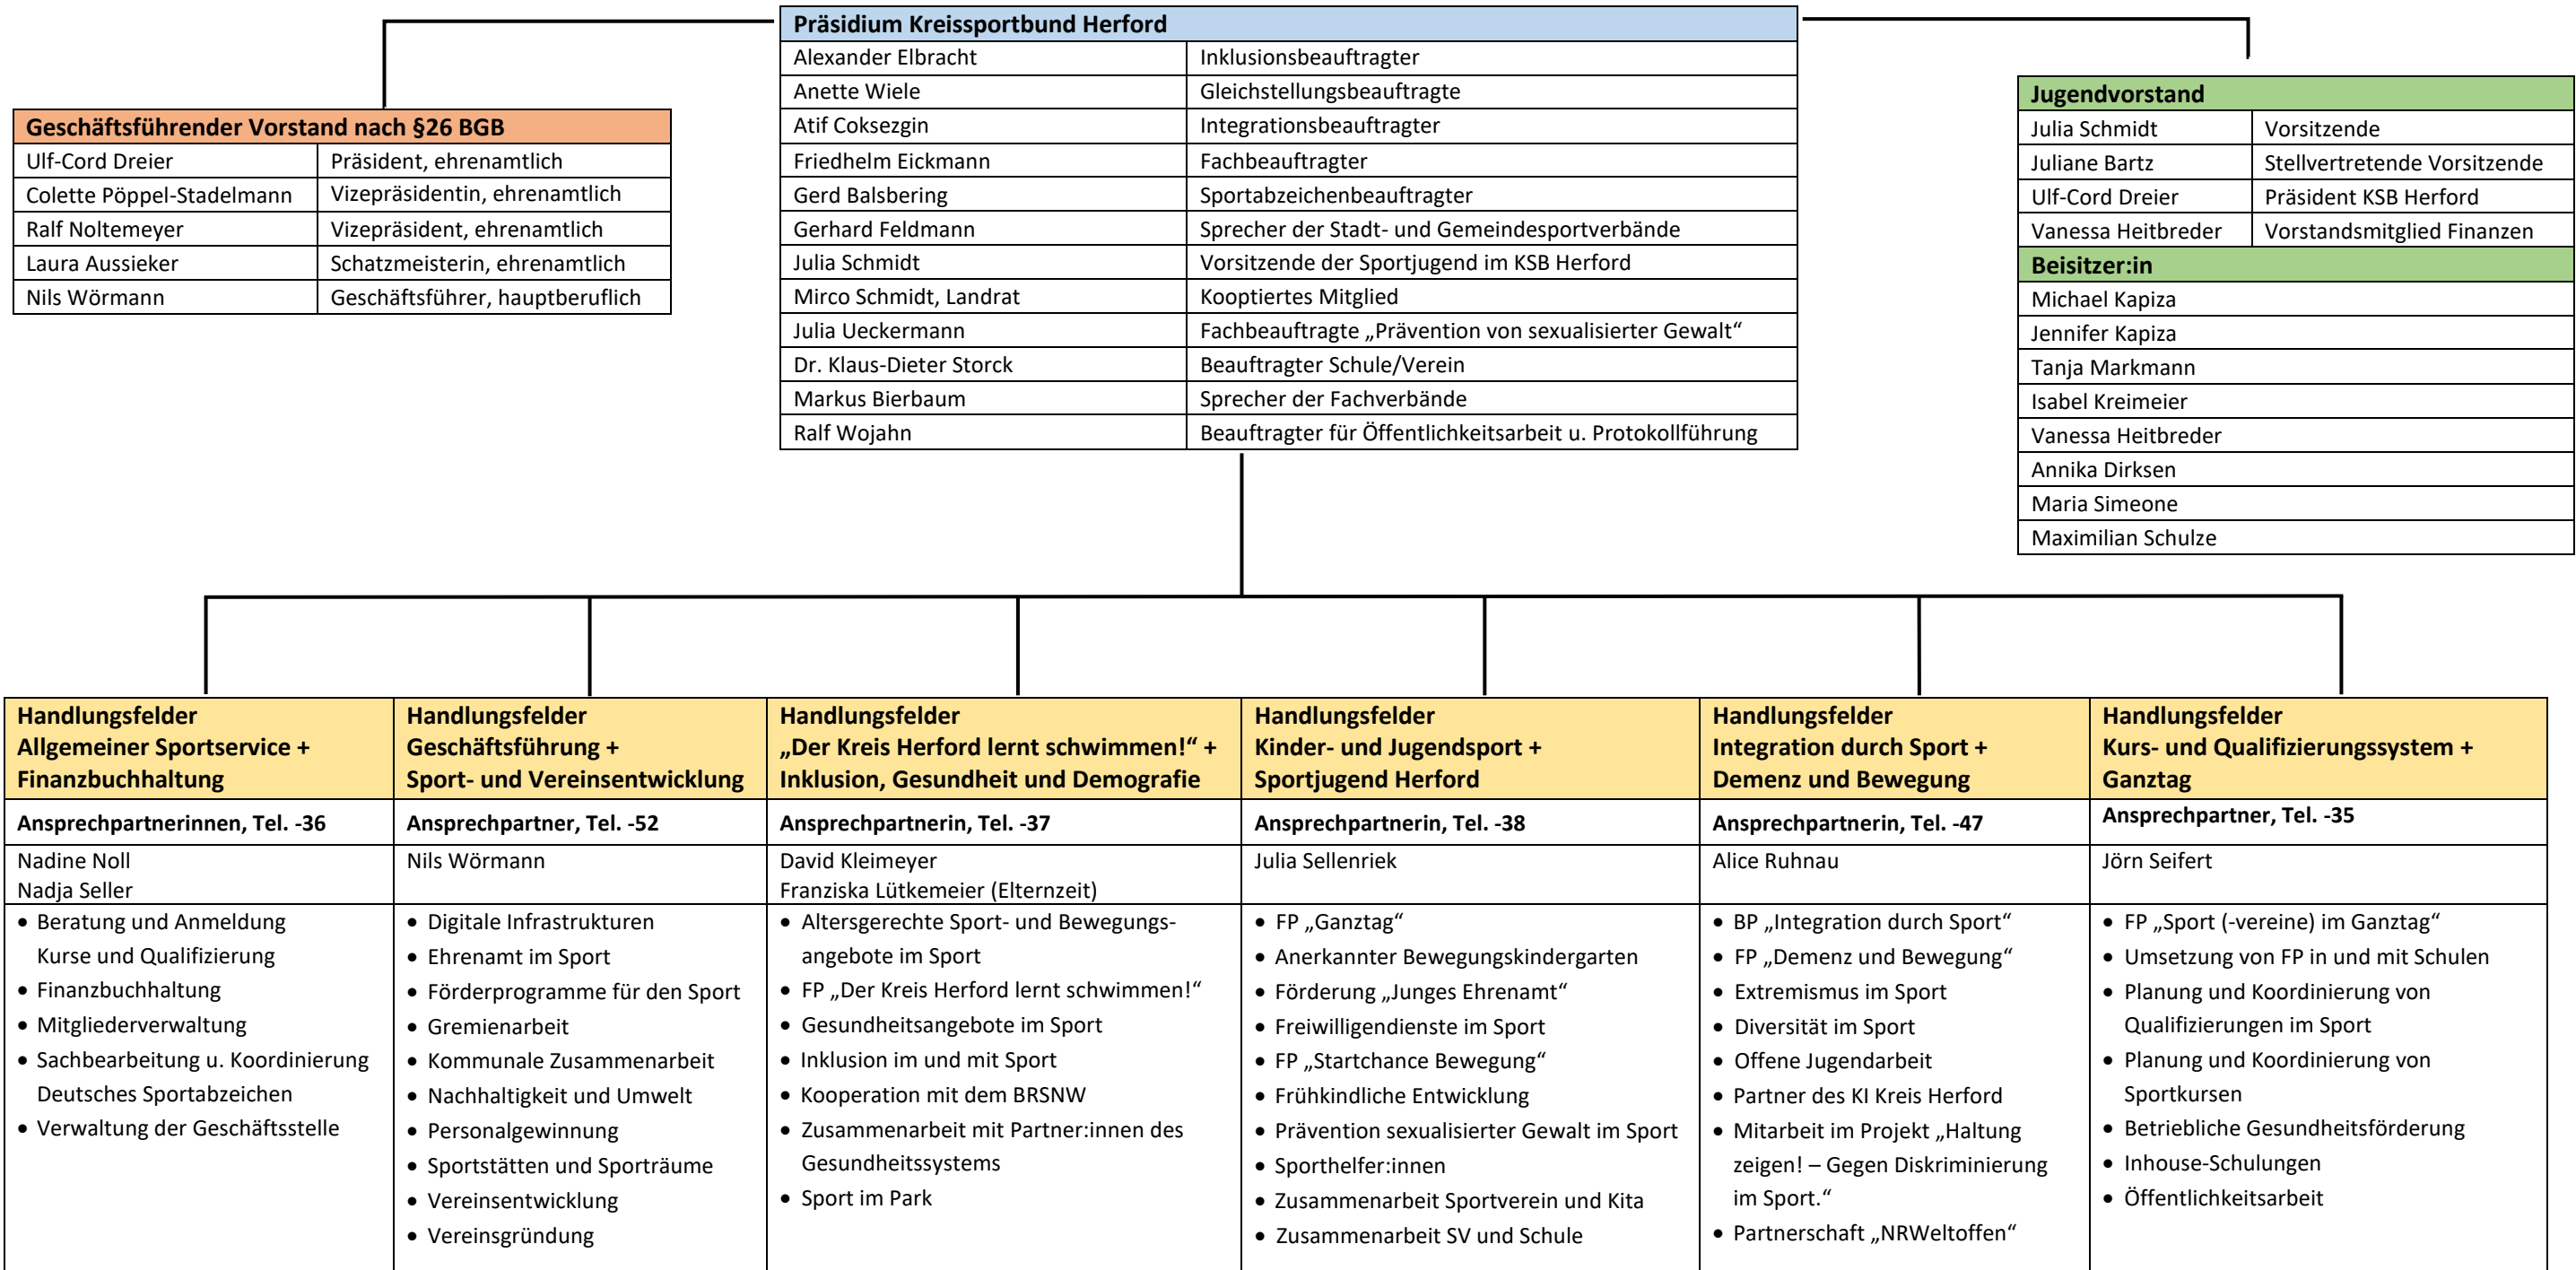 Präsidium Kreissportbund Herford
Alexander Elbracht Inklusionsbeauftragter
Anette Wiele Gleichstellungsbeauftragte
Atif Coksezgin Integrationsbeauftragter
Friedhelm Eickmann Fachbeauftragter
Gerd Balsbering Sportabzeichenbeauftragter
Gerhard Feldmann Sprecher der Stadt- und Gemeindesportverbände
Julia Schmidt Vorsitzende der Sportjugend im KSB Herford
Mirco Schmidt, Landrat Kooptiertes Mitglied
Julia Ueckermann Fachbeauftragte „Prävention von sexualisierter Gewalt“
Dr. Klaus-Dieter Storck Beauftragter Schule/Verein
Markus Bierbaum Sprecher der Fachverbände
Ralf Wojahn Beauftragter für Öffentlichkeitsarbeit u. Protokollführung
Geschäftsführender Vorstand nach §26 BGB
Ulf-Cord Dreier Präsident, ehrenamtlich
Colette Pöppel-Stadelmann Vizepräsidentin, ehrenamtlich
Ralf Noltemeyer Vizepräsident, ehrenamtlich
Laura Aussieker Schatzmeisterin, ehrenamtlich
Nils Wörmann Geschäftsführer, hauptberuflich
Jugendvorstand
Julia Schmidt Vorsitzende
Juliane Bartz Stellvertretende Vorsitzende
Ulf-Cord Dreier Präsident KSB Herford
Vanessa Heitbreder Vorstandsmitglied Finanzen
Beisitzer:in
Michael Kapiza
Jennifer Kapiza
Tanja Markmann
Isabel Kreimeier
Vanessa Heitbreder
Annika Dirksen
Maria Simeone
Maximilian Schulze
Handlungsfelder
Allgemeiner Sportservice +
Finanzbuchhaltung
Ansprechpartnerinnen, Tel. -36
Nadine Noll
Nadja Seller
• Beratung und Anmeldung
Kurse und Qualifizierung
• Finanzbuchhaltung
• Mitgliederverwaltung
• Sachbearbeitung u. Koordinierung
Deutsches Sportabzeichen
• Verwaltung der Geschäftsstelle
Handlungsfelder
Geschäftsführung +
Sport- und Vereinsentwicklung
Ansprechpartner, Tel. -52
Nils Wörmann
• Digitale Infrastrukturen
• Ehrenamt im Sport
• Förderprogramme für den Sport
• Gremienarbeit
• Kommunale Zusammenarbeit
• Nachhaltigkeit und Umwelt
• Personalgewinnung
• Sportstätten und Sporträume
• Vereinsentwicklung
• Vereinsgründung
Handlungsfelder
„Der Kreis Herford lernt schwimmen!“ +
Inklusion, Gesundheit und Demografie
Ansprechpartnerin, Tel. -37
David Kleimeyer
Franziska Lütkemeier (Elternzeit)
• Altersgerechte Sport- und Bewegungs-
angebote im Sport
• FP „Der Kreis Herford lernt schwimmen!“
• Gesundheitsangebote im Sport
• Inklusion im und mit Sport
• Kooperation mit dem BRSNW
• Zusammenarbeit mit Partner:innen des
Gesundheitssystems
• Sport im Park
Handlungsfelder
Kinder- und Jugendsport +
Sportjugend Herford
Ansprechpartnerin, Tel. -38
Julia Sellenriek
• FP „Ganztag“
• Anerkannter Bewegungskindergarten
• Förderung „Junges Ehrenamt“
• Freiwilligendienste im Sport
• FP „Startchance Bewegung“
• Frühkindliche Entwicklung
• Prävention sexualisierter Gewalt im Sport
• Sporthelfer:innen
• Zusammenarbeit Sportverein und Kita
• Zusammenarbeit SV und Schule
Handlungsfelder
Integration durch Sport +
Demenz und Bewegung
Ansprechpartnerin, Tel. -47
Alice Ruhnau
• BP „Integration durch Sport“
• FP „Demenz und Bewegung“
• Extremismus im Sport
• Diversität im Sport
• Offene Jugendarbeit
• Partner des KI Kreis Herford
• Mitarbeit im Projekt „Haltung
zeigen! – Gegen Diskriminierung
im Sport.“
• Partnerschaft „NRWeltoffen“
Handlungsfelder
Kurs- und Qualifizierungssystem +
Ganztag
Ansprechpartner, Tel. -35
Jörn Seifert
• FP „Sport (-vereine) im Ganztag“
• Umsetzung von FP in und mit Schulen
• Planung und Koordinierung von
Qualifizierungen im Sport
• Planung und Koordinierung von
Sportkursen
• Betriebliche Gesundheitsförderung
• Inhouse-Schulungen
• Öffentlichkeitsarbeit